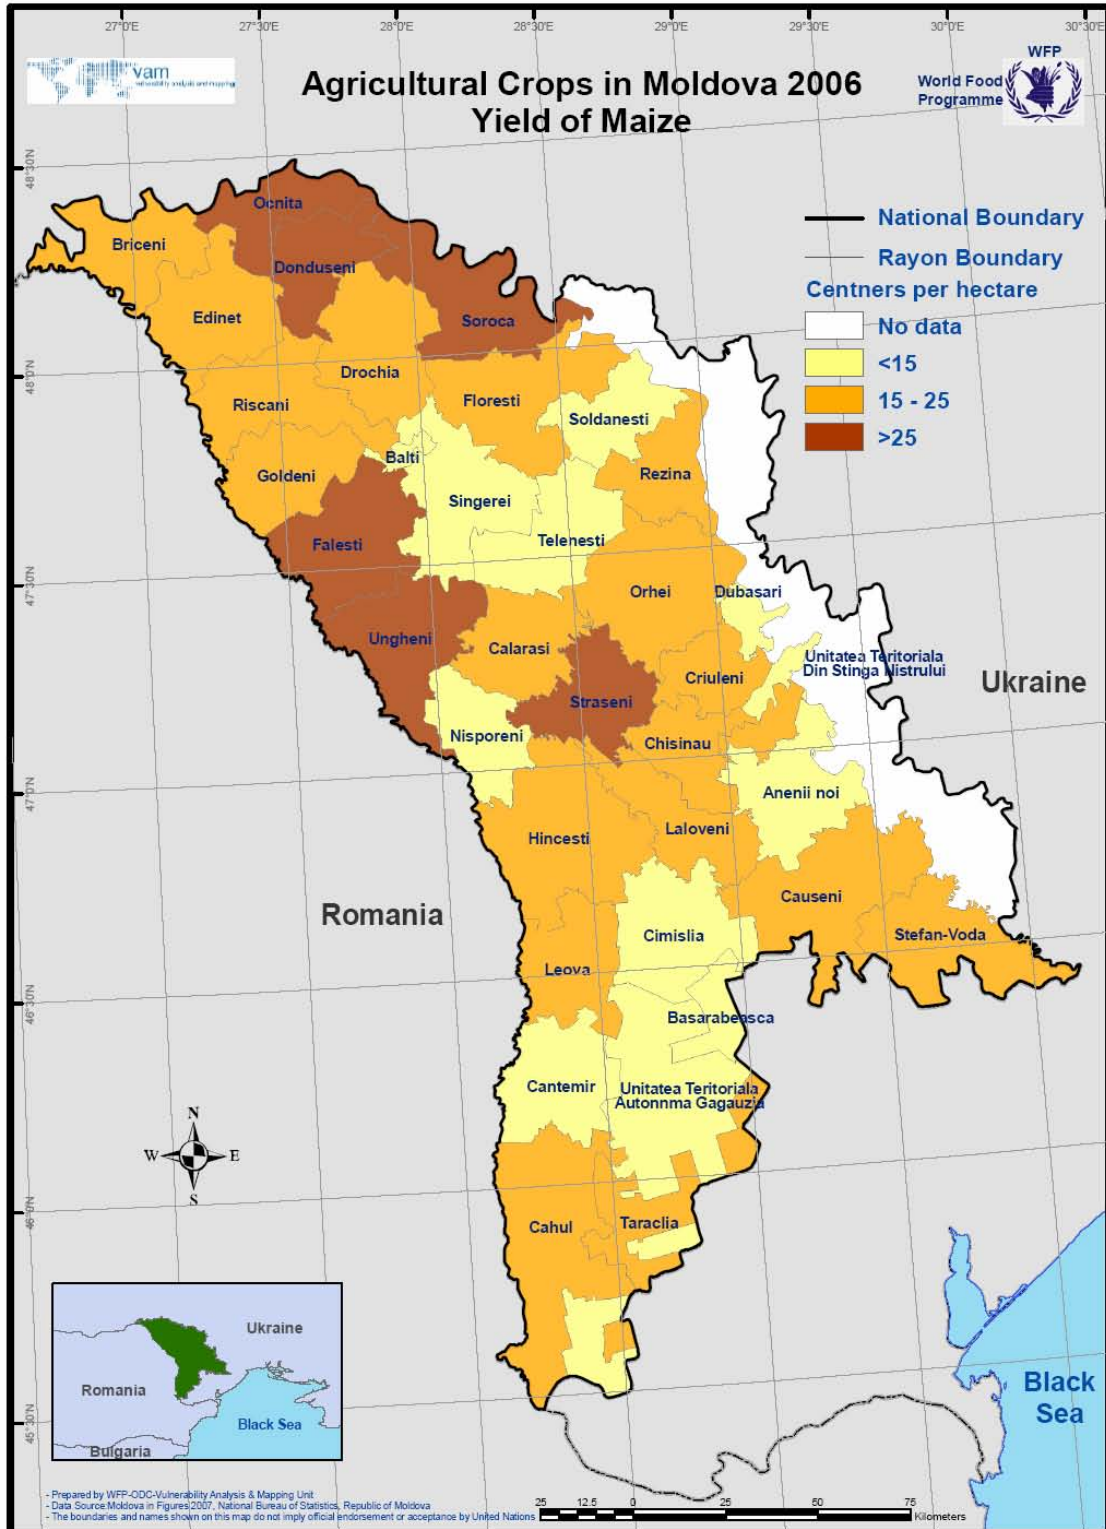 27°0'E 27°30'E 28°0'E 28°30'E 29°0'E 29°30'E 30°0'E 30°30'E
vam
vulnerability analysis and mapping
Agricultural Crops in Moldova 2006
Yield of Maize
WFP
World Food
Programme
48°30'N
48°0'N
47°30'N
47°0'N
46°30'N
46°0'N
45°30'N
National Boundary
Rayon Boundary
Centners per hectare
No data
<15
15 - 25
>25
Ocnita
Briceni
Donduseni
Edinet
Soroca
Drochia
Riscani
Floresti
Soldanesti
Balti
Goldeni
Rezina
Singerei
Falesti
Telenesti
Orhei
Dubasari
Ungheni
Calarasi
Unitatea Teritoriala
Din Stinga Nistrului
Criuleni
Ukraine
Straseni
Nisporeni
Chisinau
Anenii noi
Hincesti
Laloveni
Causeni
Romania
Cimislia
Stefan-Voda
Leova
Basarabeasca
Cantemir
Unitatea Teritoriala
Autonnma Gagauzia
N
W E
S
Cahul
Taraclia
Ukraine
Romania
Black Sea
Bulgaria
Black
Sea
- Prepared by WFP-ODC-Vulnerability Analysis & Mapping Unit
- Data Source:Moldova in Figures 2007, National Bureau of Statistics, Republic of Moldova
- The boundaries and names shown on this map do not imply official endorsement or acceptance by United Nations
25 12.5 0 25 50 75
Kilometers